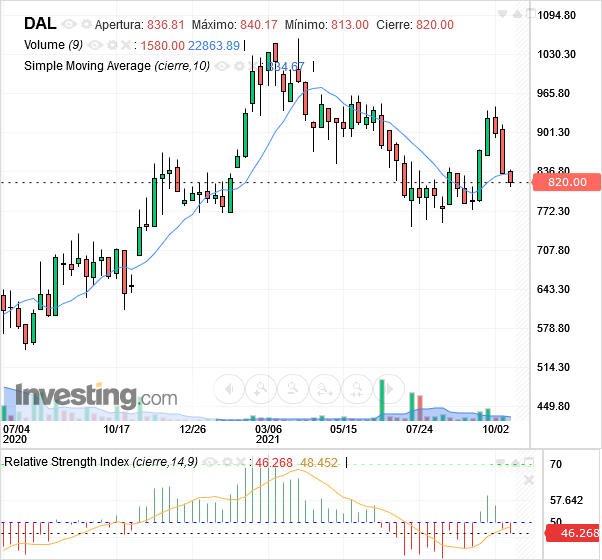 DAL Apertura: 836.81 Máximo: 840.17 Mínimo: 813.00 Cierre: 820.00
Volume (9) : 1580.00 22863.89
Simple Moving Average (cierre,10) 834.67
1094.80
1030.30
965.80
901.30
836.80
820.00
772.30
707.80
643.30
578.80
514.30
449.80
Investing.com
07/04 10/17 12/26 03/06 05/15 07/24 10/02
2020 2021
Relative Strength Index (cierre,14,9) : 46.268 48.452
70
57.642
50
46.268